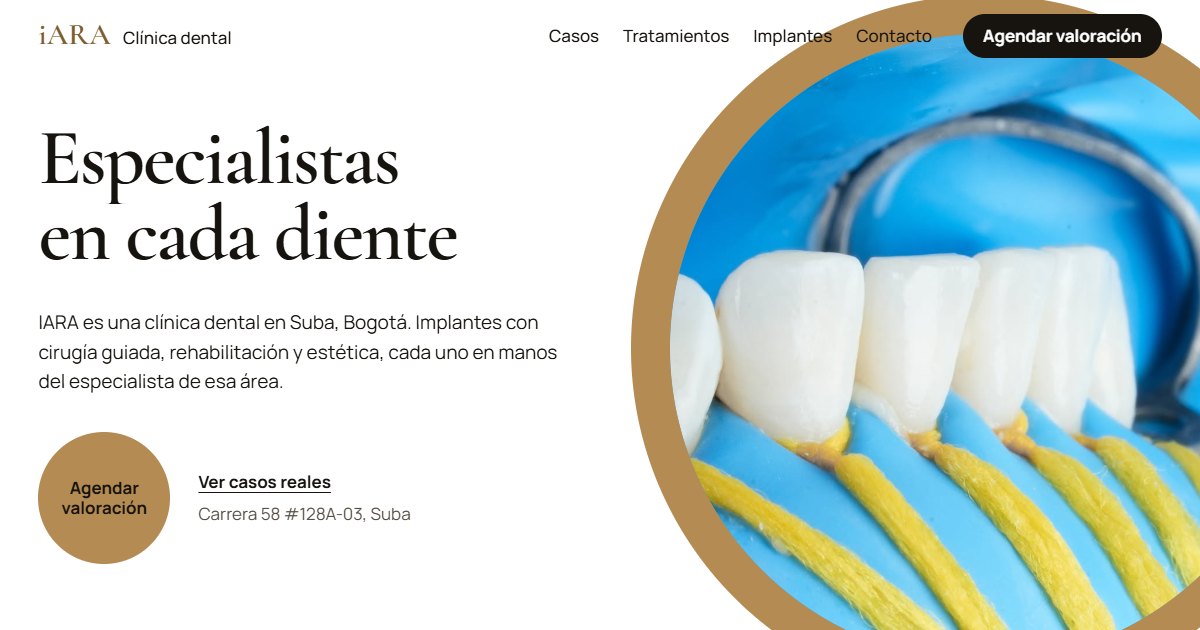 iARA Clínica dental
Casos Tratamientos Implantes Contacto Agendar valoración
Especialistas
en cada diente
IARA es una clínica dental en Suba, Bogotá. Implantes con
cirugía guiada, rehabilitación y estética, cada uno en manos
del especialista de esa área.
Agendar
valoración
Ver casos reales
Carrera 58 #128A-03, Suba